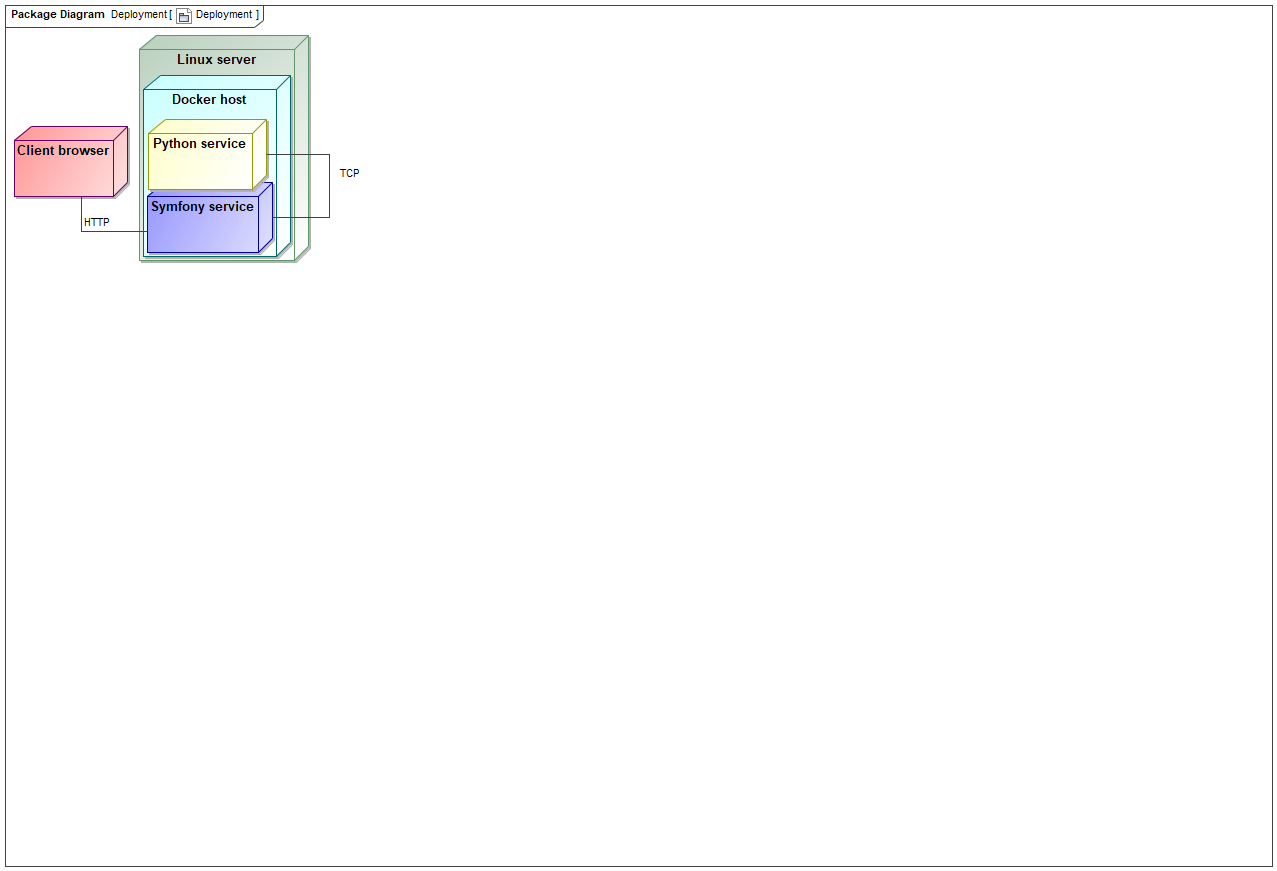 Package Diagram Deployment [ Deployment ]
Linux server
Docker host
Python service
Client browser
TCP
Symfony service
HTTP